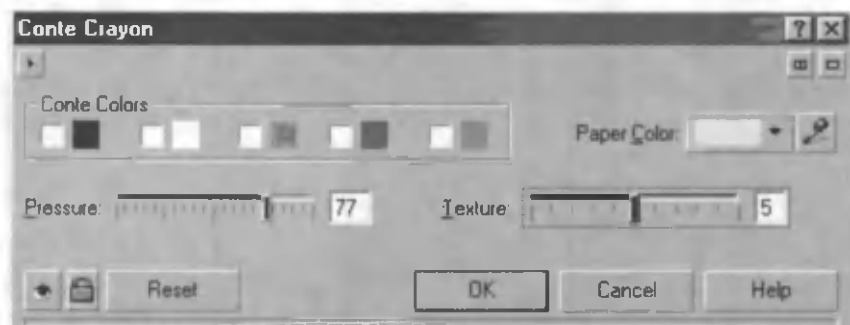 Conte Crayon ? ×
Conte Colors
Paper Color:
Pressure: 77 Texture: 5
Reset OK Cancel Help